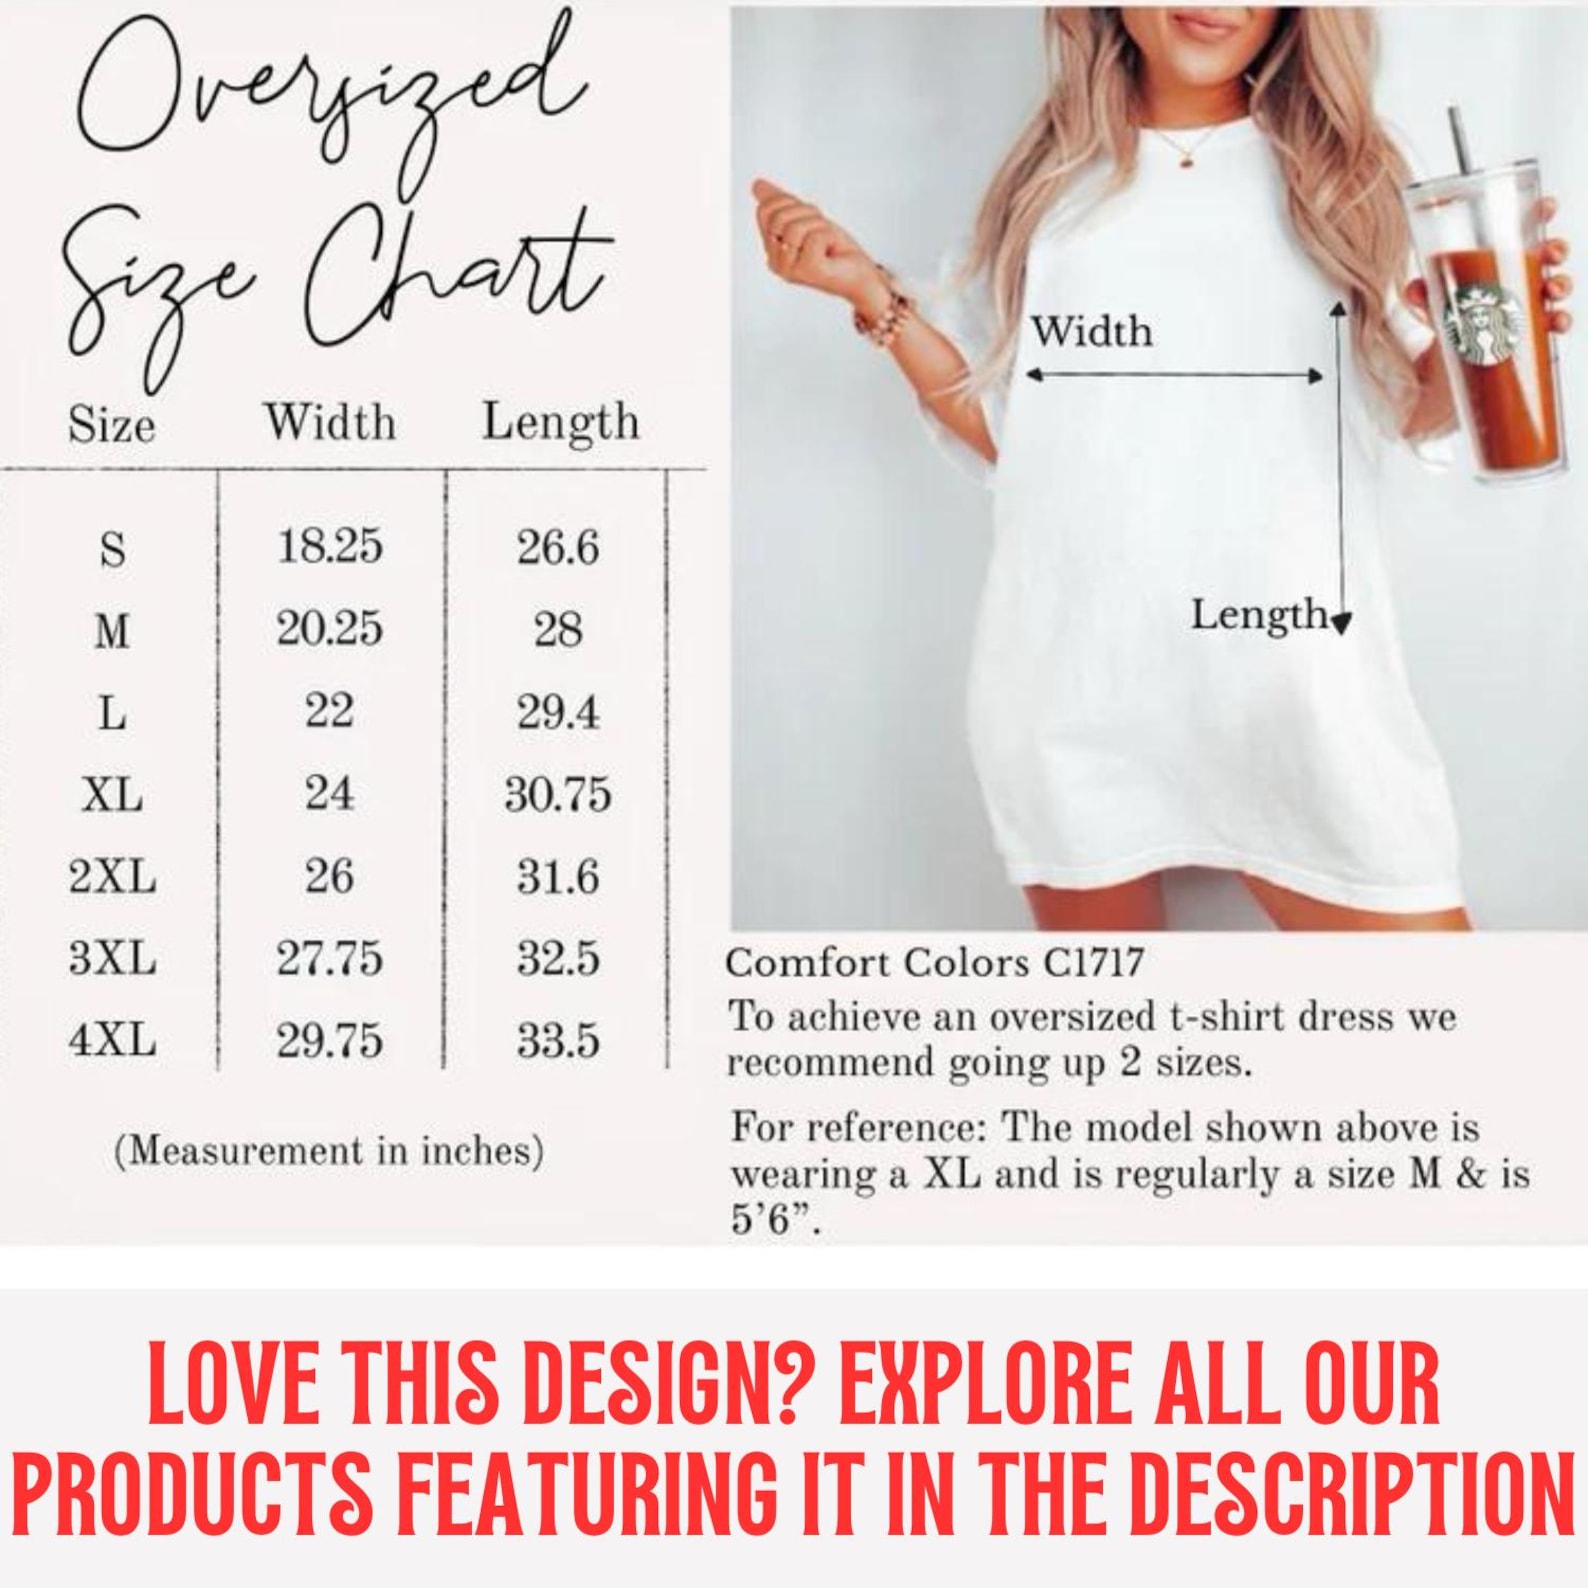 Oversized
Size Chart
Size Width Length
S 18.25 26.6
M 20.25 28
L 22 29.4
XL 24 30.75
2XL 26 31.6
3XL 27.75 32.5
4XL 29.75 33.5
(Measurement in inches)
Width
Length
Comfort Colors C1717
To achieve an oversized t-shirt dress we
recommend going up 2 sizes.
For reference: The model shown above is
wearing a XL and is regularly a size M & is
5’6”.
LOVE THIS DESIGN? EXPLORE ALL OUR
PRODUCTS FEATURING IT IN THE DESCRIPTION